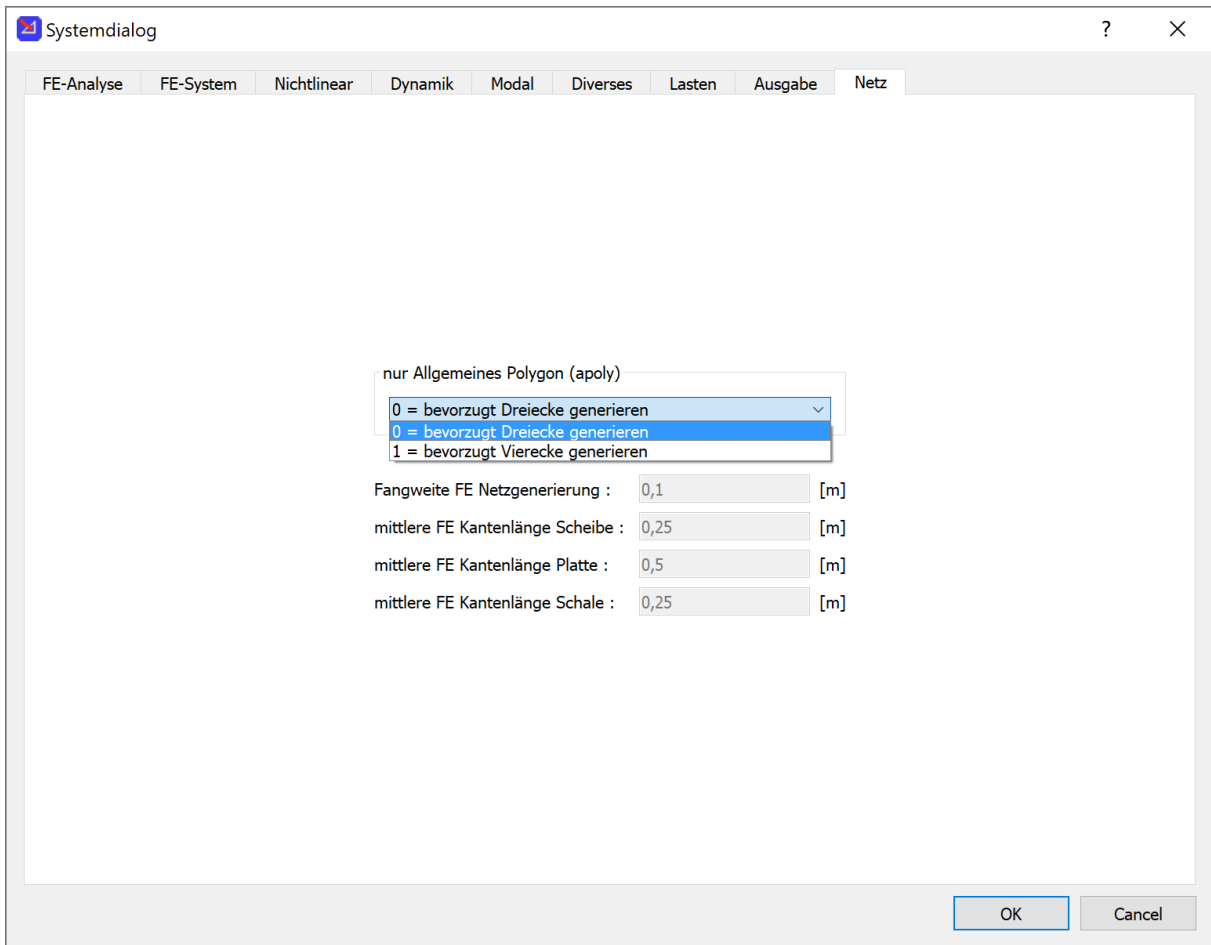 Systemdialog ?
FE-Analyse FE-System Nichtlinear Dynamik Modal Diverses Lasten Ausgabe Netz
nur Allgemeines Polygon (apoly)
0 = bevorzugt Dreiecke generieren
0 = bevorzugt Dreiecke generieren
1 = bevorzugt Vierecke generieren
Fangweite FE Netzgenerierung : 0,1 [m]
mittlere FE Kantenlänge Scheibe : 0,25 [m]
mittlere FE Kantenlänge Platte : 0,5 [m]
mittlere FE Kantenlänge Schale : 0,25 [m]
OK Cancel